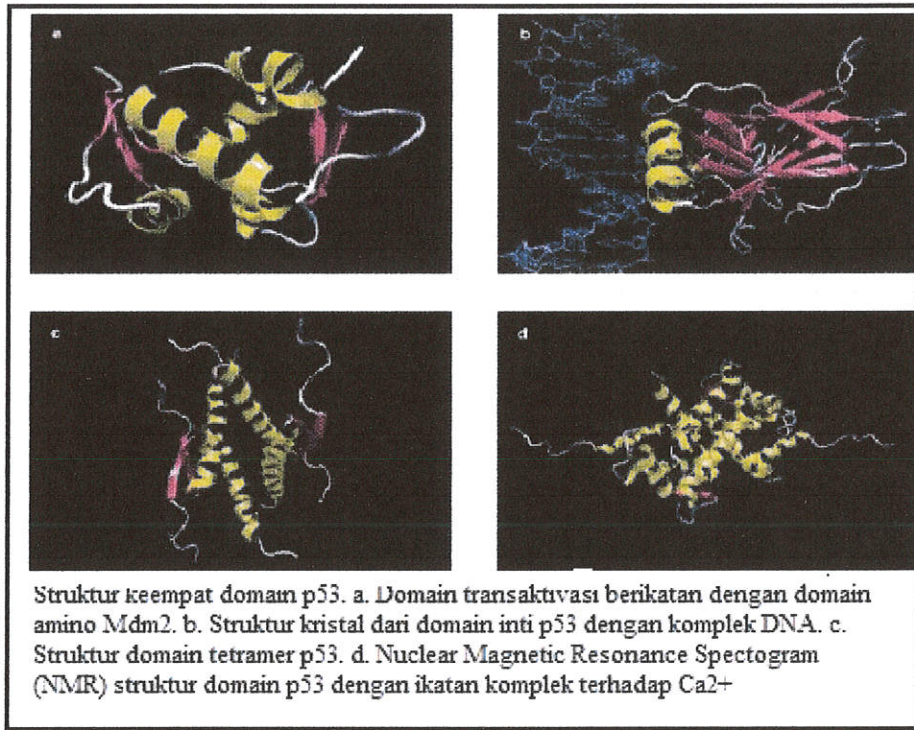 a
b
c
d
Struktur keempat domain p53. a. Domain transaktivasi berikatan dengan domain
amino Mdm2. b. Struktur kristal dari domain inti p53 dengan komplek DNA. c.
Struktur domain tetramer p53. d. Nuclear Magnetic Resonance Spectogram
(NMR) struktur domain p53 dengan ikatan komplek terhadap Ca2+